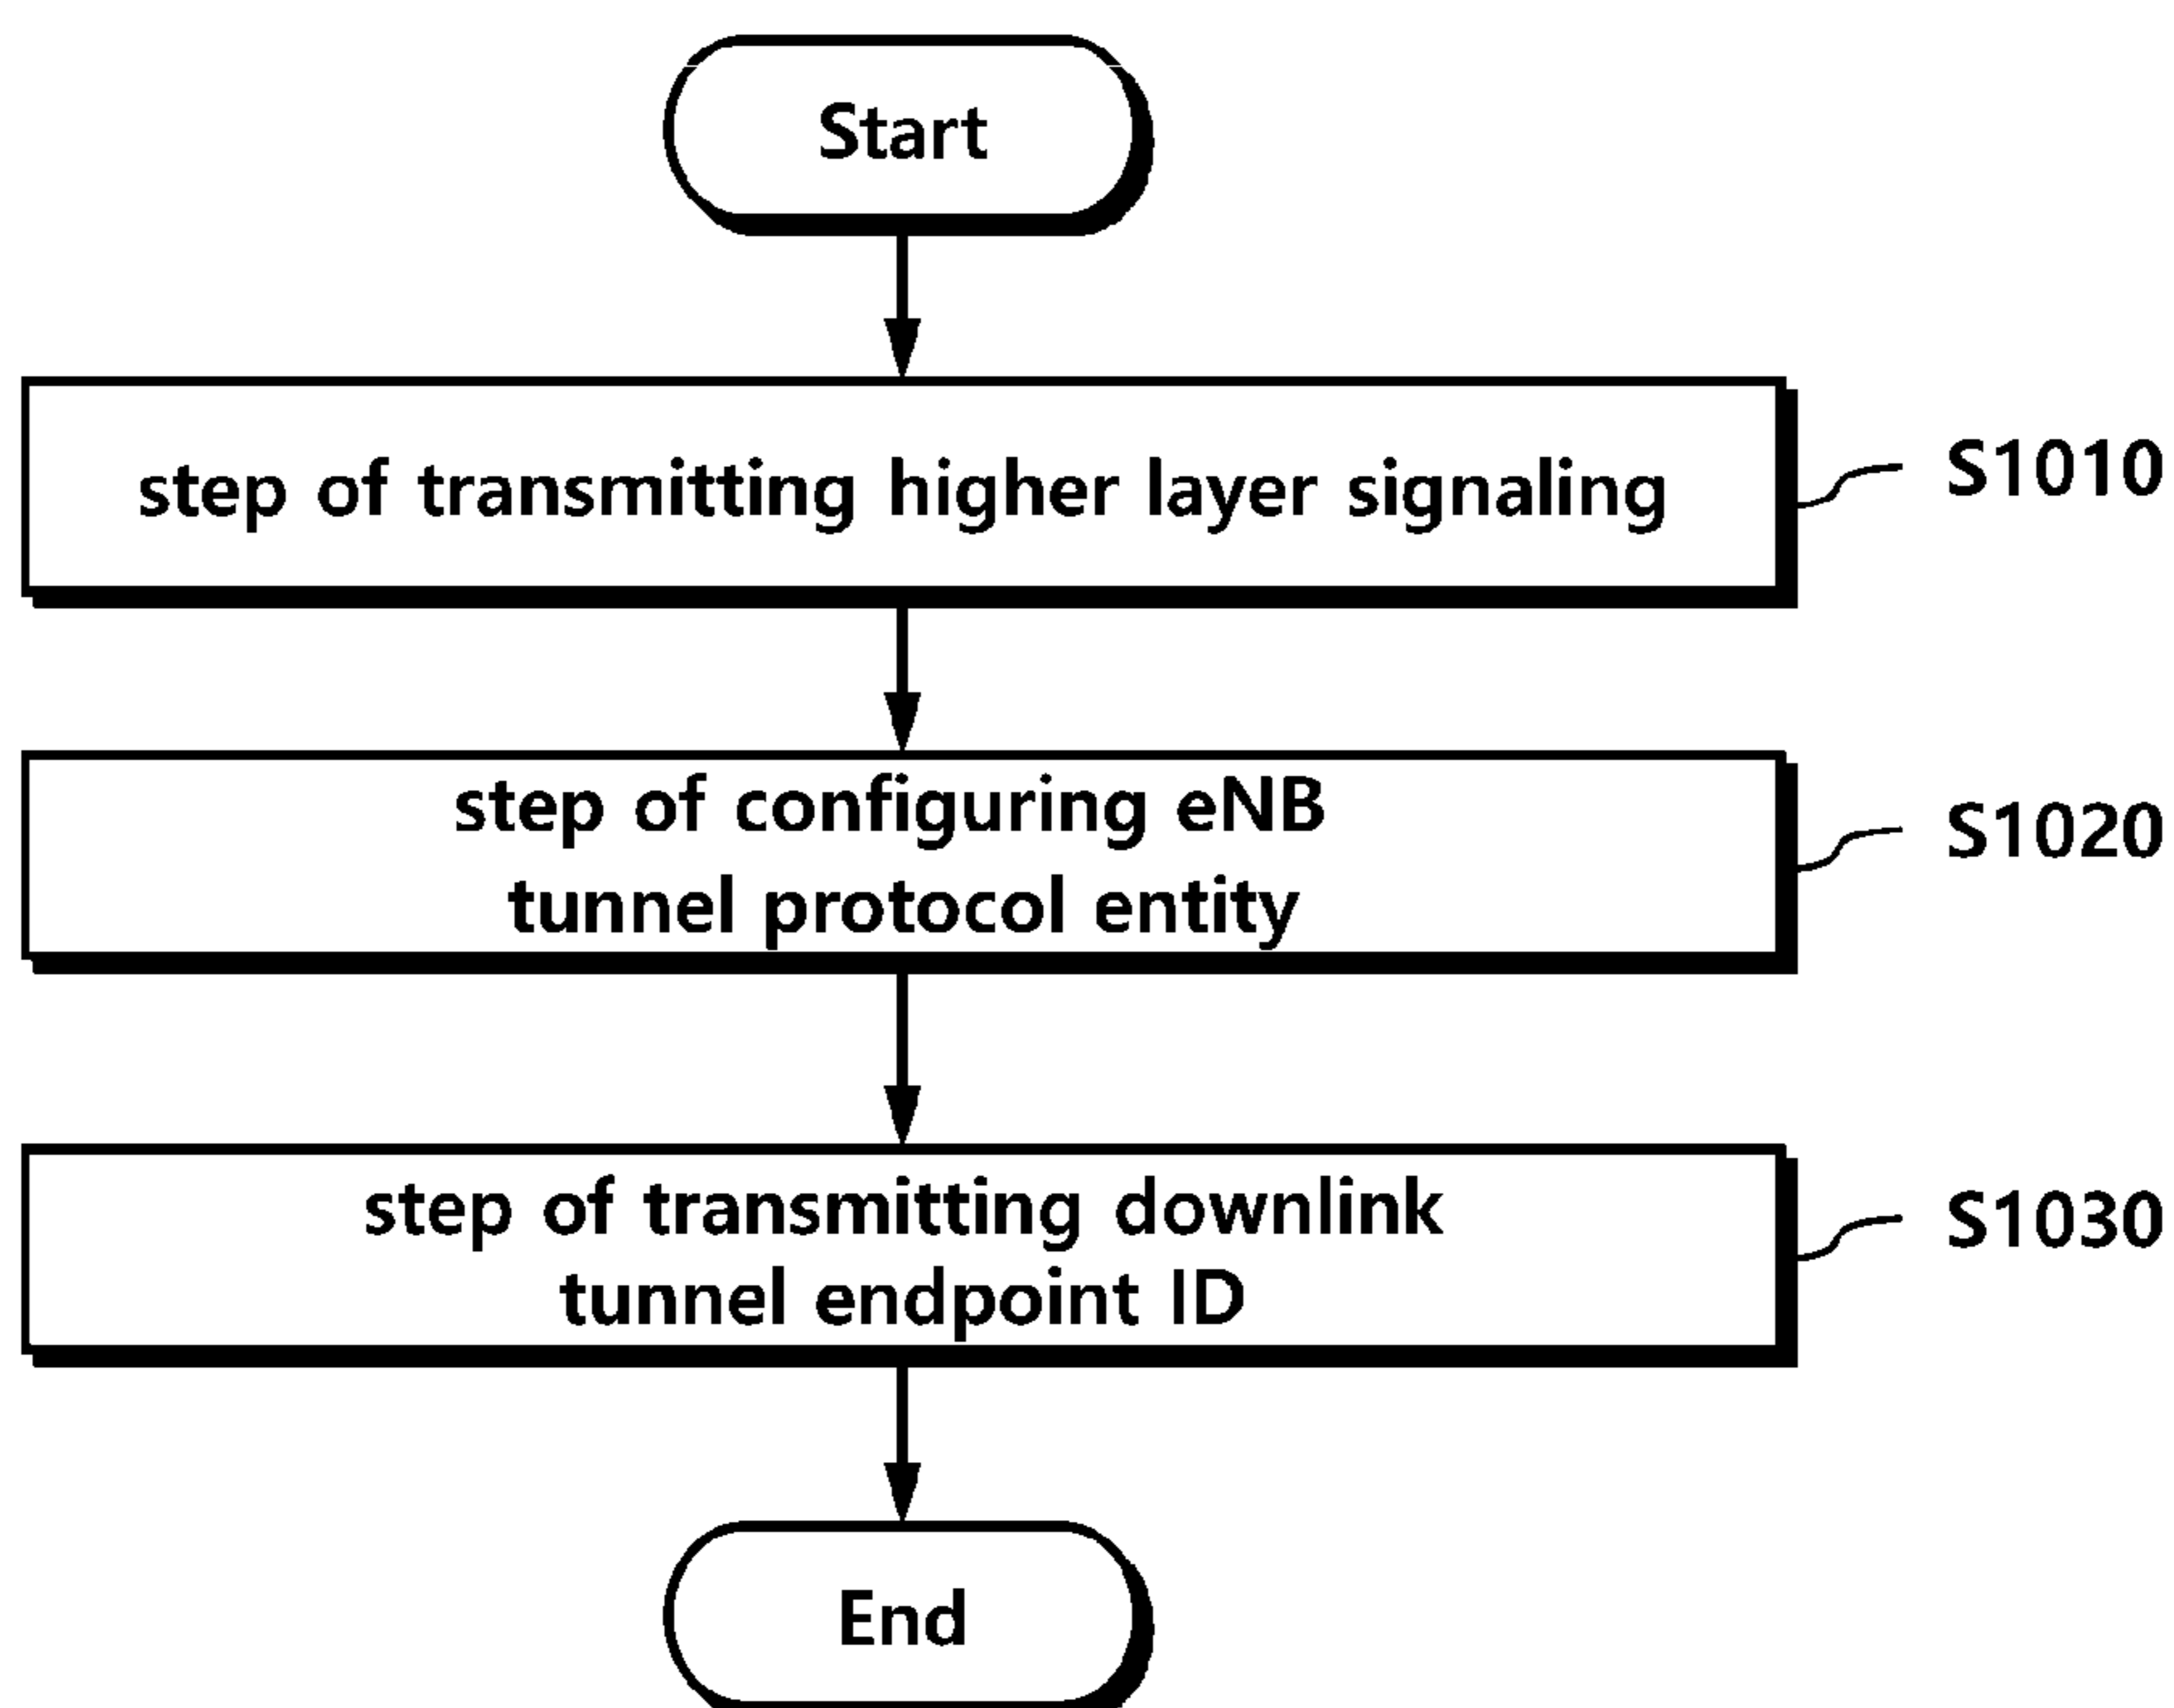 Start
step of transmitting higher layer signaling
S1010
step of configuring eNB
tunnel protocol entity
S1020
step of transmitting downlink
tunnel endpoint ID
S1030
End